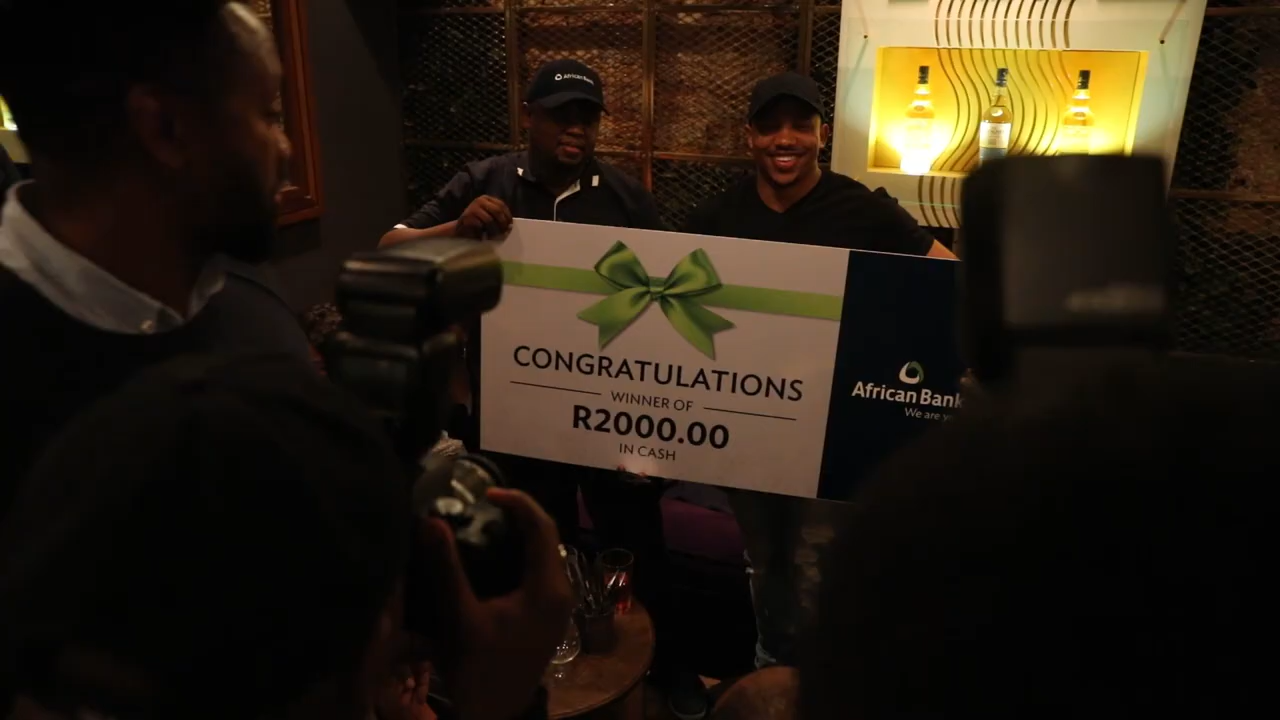 African Bank
CONGRATULATIONS
WINNER OF
R2000.00
IN CASH
African Bank
We are